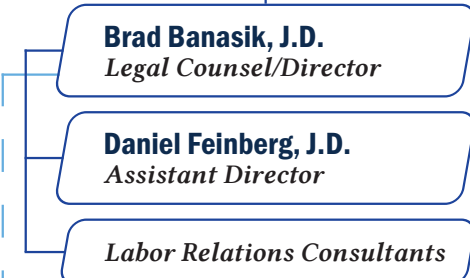 Brad Banasik, J.D.
Legal Counsel/Director
Daniel Feinberg, J.D.
Assistant Director
Labor Relations Consultants